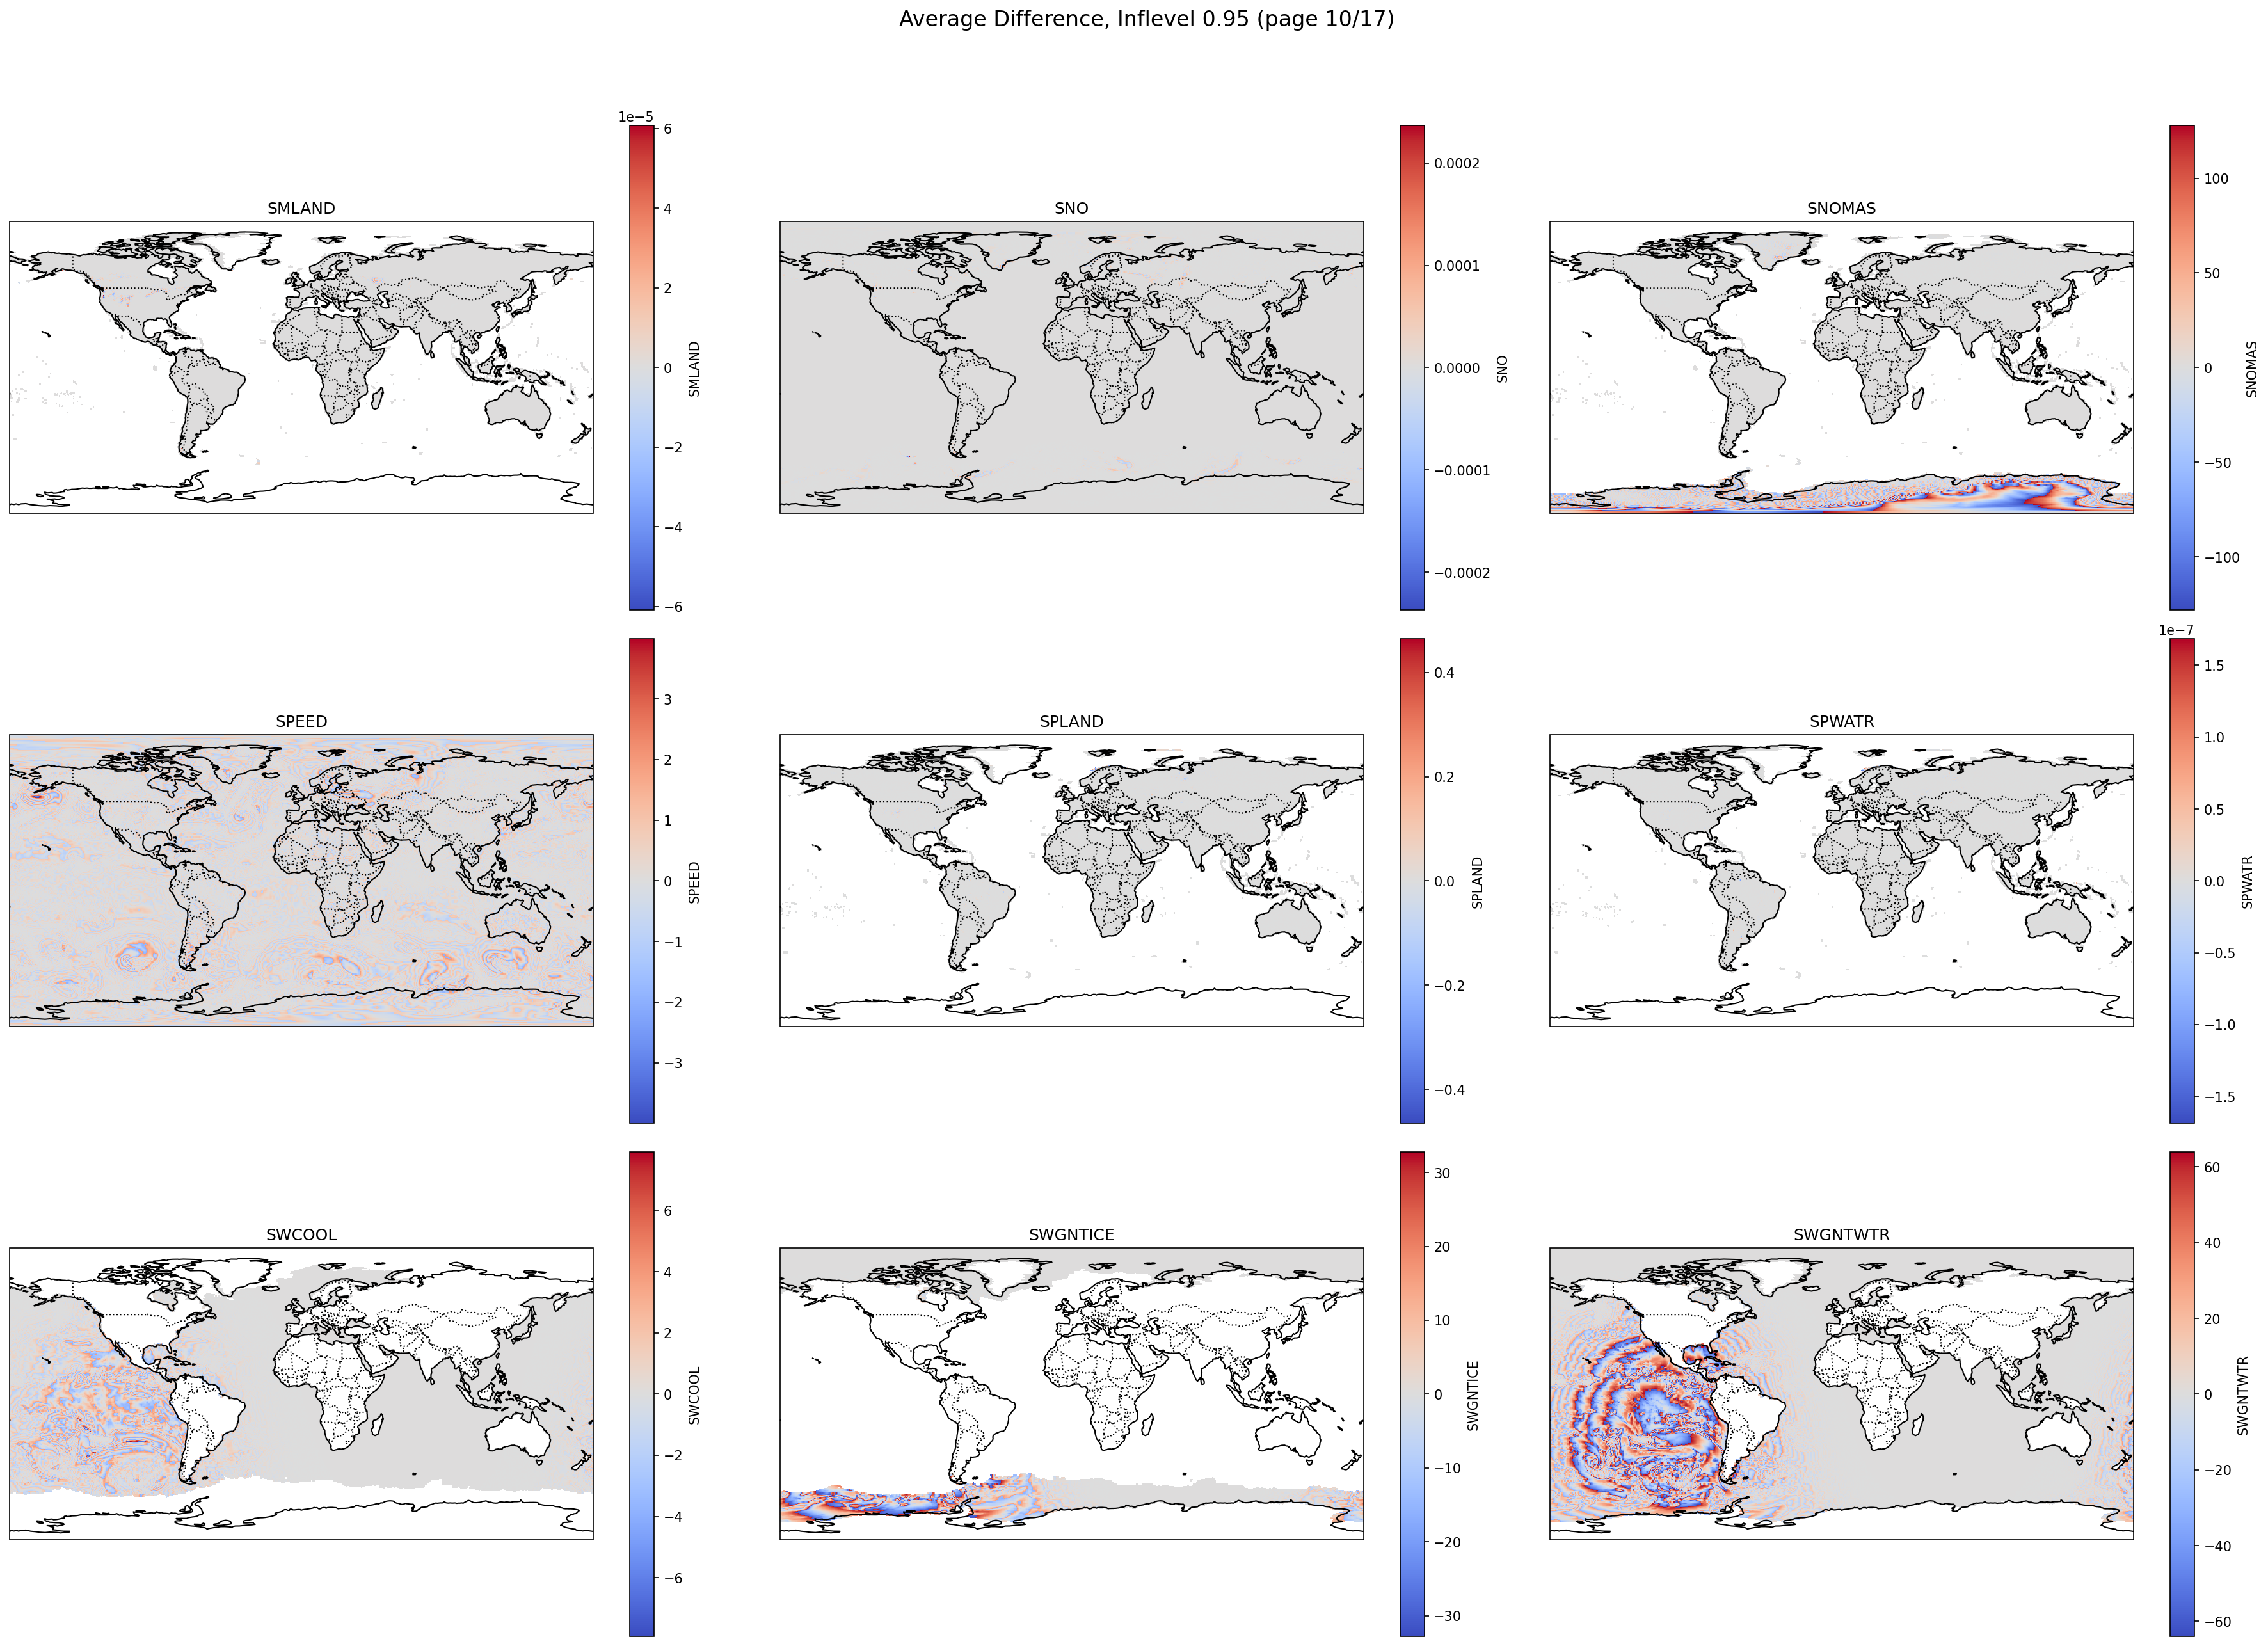 Average Difference, Inflevel 0.95 (page 10/17)
SMLAND
1e−5
6
4
2
0
−2
−4
−6
SMLAND
SNO
0.0002
0.0001
0.0000
−0.0001
−0.0002
SNO
SNOMAS
100
50
0
−50
−100
SNOMAS
SPEED
3
2
1
0
−1
−2
−3
SPEED
SPLAND
0.4
0.2
0.0
−0.2
−0.4
SPLAND
SPWATR
1e−7
1.5
1.0
0.5
0.0
−0.5
−1.0
−1.5
SPWATR
SWCOOL
6
4
2
0
−2
−4
−6
SWCOOL
SWGNTICE
30
20
10
0
−10
−20
−30
SWGNTICE
SWGNTWTR
60
40
20
0
−20
−40
−60
SWGNTWTR